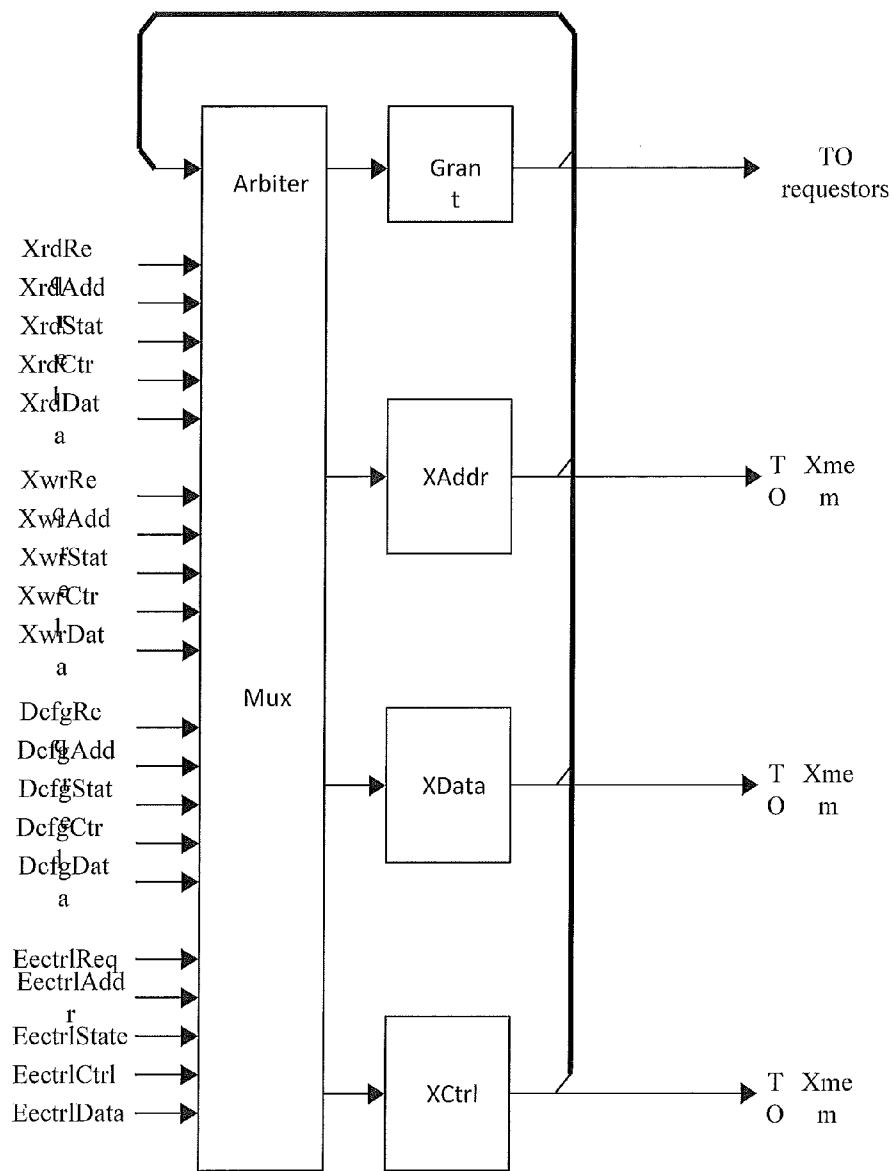 Arbiter
Gran
t
TO
requestors
XrdRe
q
XrdAdd
r
XrdStat
e
XrdCtr
l
XrdDat
a
XAddr
T Xme
O m
XwrRe
q
XwrAdd
r
XwrStat
e
XwrCtr
l
XwrDat
a
Mux
DcfgRe
q
DcfgAdd
r
DcfgStat
e
DcfgCtr
l
DcfgDat
a
XData
T Xme
O m
EectrlReq
EectrlAdd
r
EectrlState
EectrlCtrl
EectrlData
XCtrl
T Xme
O m